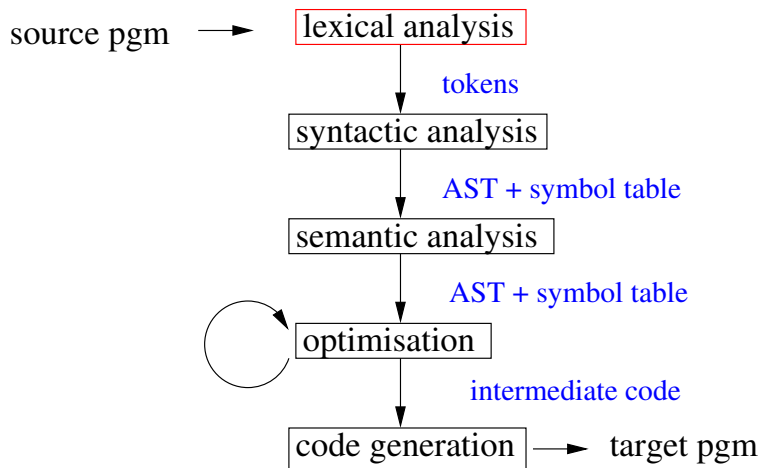 source pgm
lexical analysis
tokens
syntactic analysis
AST + symbol table
semantic analysis
AST + symbol table
optimisation
intermediate code
code generation
target pgm